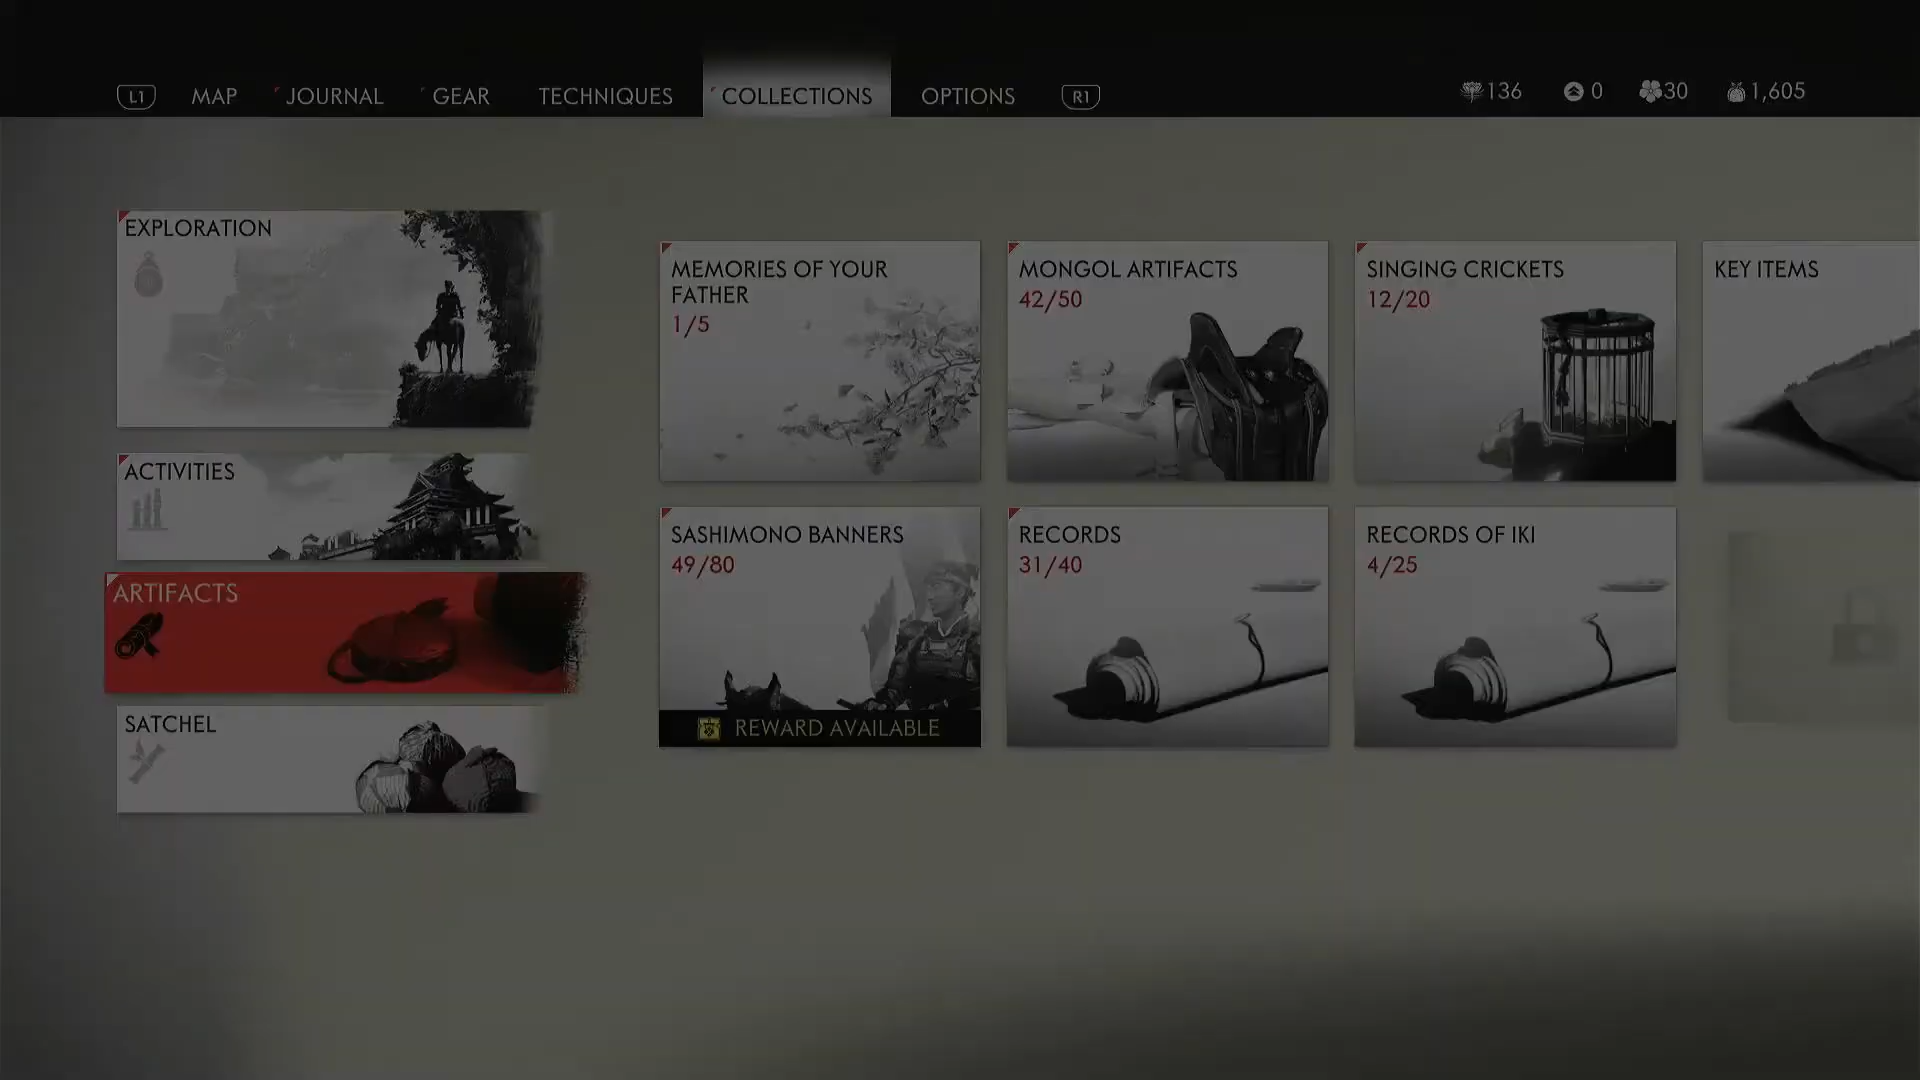 L1 MAP JOURNAL GEAR TECHNIQUES COLLECTIONS OPTIONS R1 136 0 30 1,605
EXPLORATION
ACTIVITIES
ARTIFACTS
SATCHEL
MEMORIES OF YOUR
FATHER
1/5
MONGOL ARTIFACTS
42/50
SINGING CRICKETS
12/20
KEY ITEMS
SASHIMONO BANNERS
49/80
REWARD AVAILABLE
RECORDS
31/40
RECORDS OF IKI
4/25